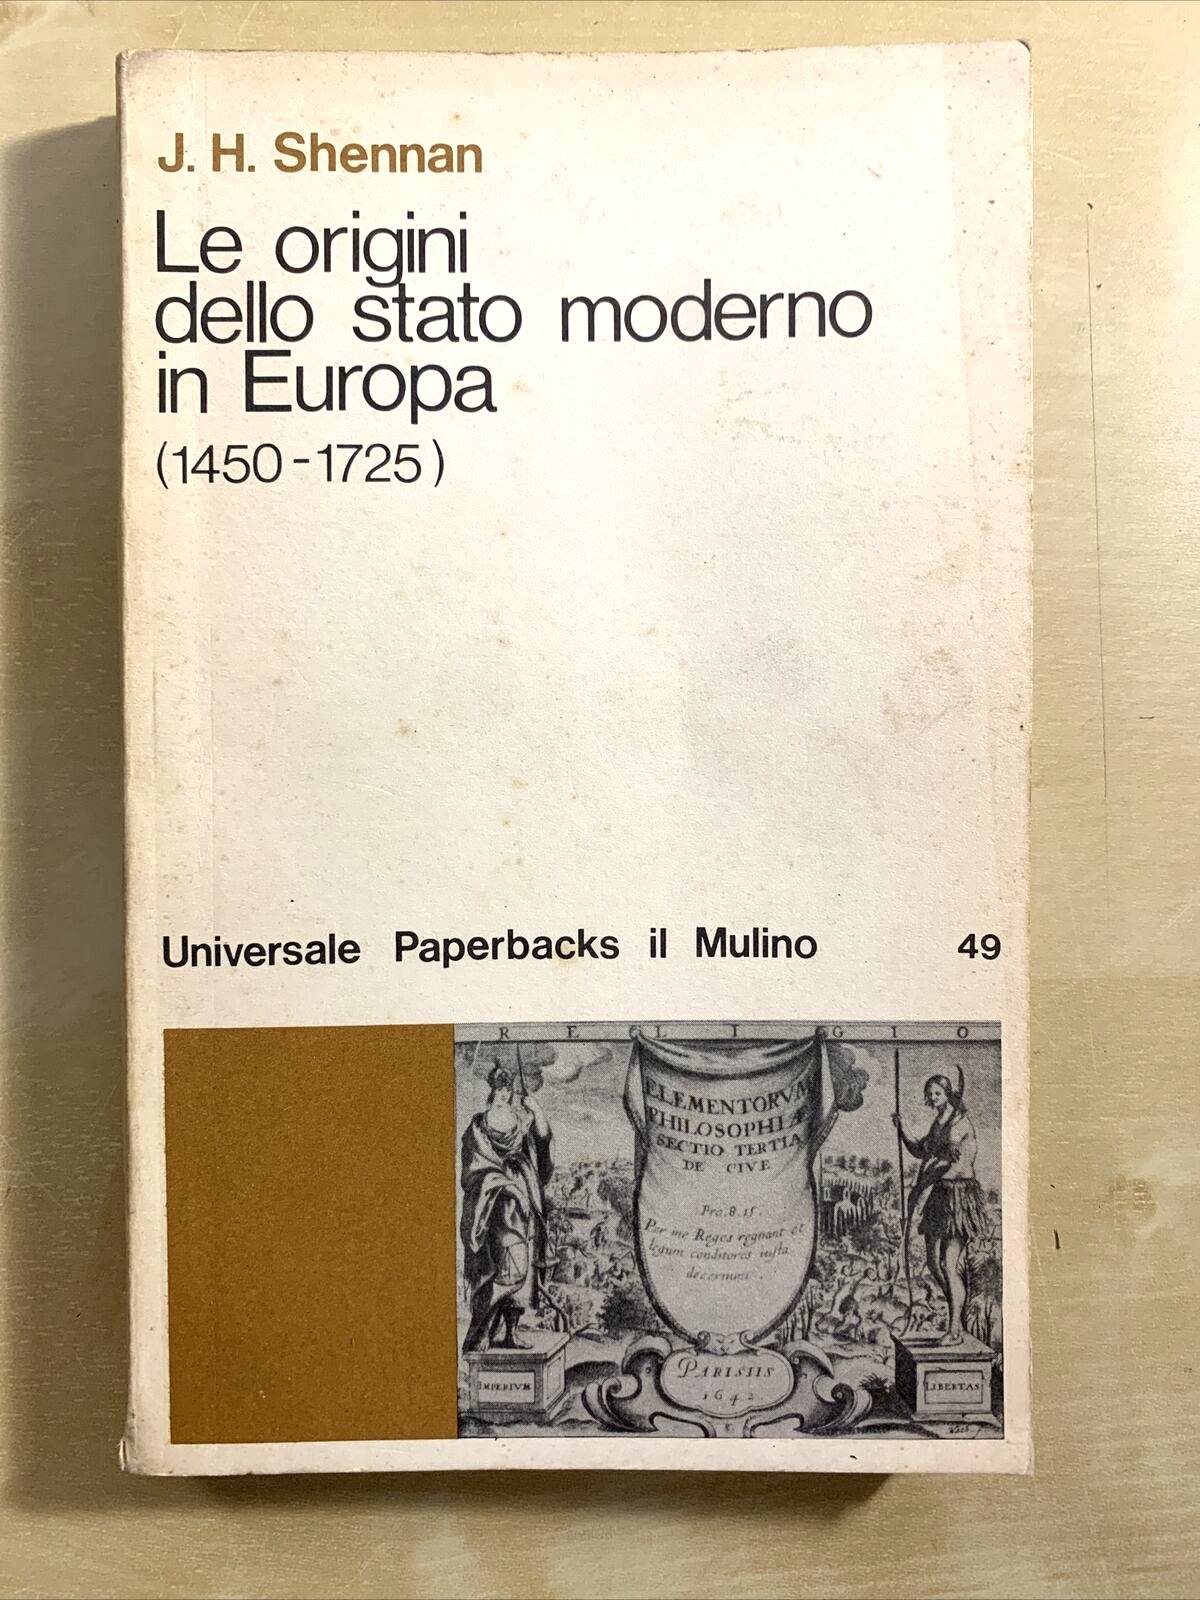 J. H. Shennan
Le origini
dello stato moderno
in Europa
(1450-1725)
Universale Paperbacks il Mulino 49
RELIGIO
ELEMENTORVM
PHILOSOPHIÆ
SECTIO TERTIA
DE CIVE
Pro. 8. 15.
Per me Reges regnant et
legum conditores iusta
decernunt.
IMPERIVM
PARISIIS
1642
LIBERTAS